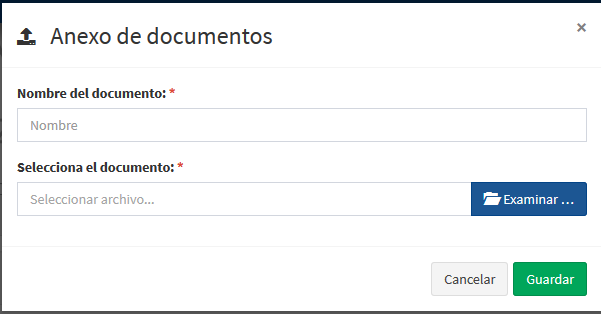 Anexo de documentos
×
Nombre del documento: *
Nombre
Selecciona el documento: *
Seleccionar archivo...
Examinar ...
Cancelar
Guardar